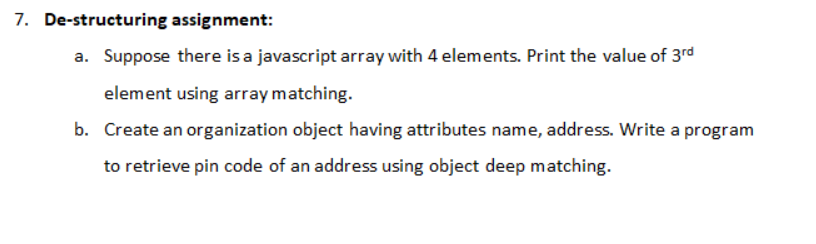 7. De-structuring assignment:
a. Suppose there is a javascript array with 4 elements. Print the value of 3rd
element using array matching.
b. Create an organization object having attributes name, address. Write a program
to retrieve pin code of an address using object deep matching.